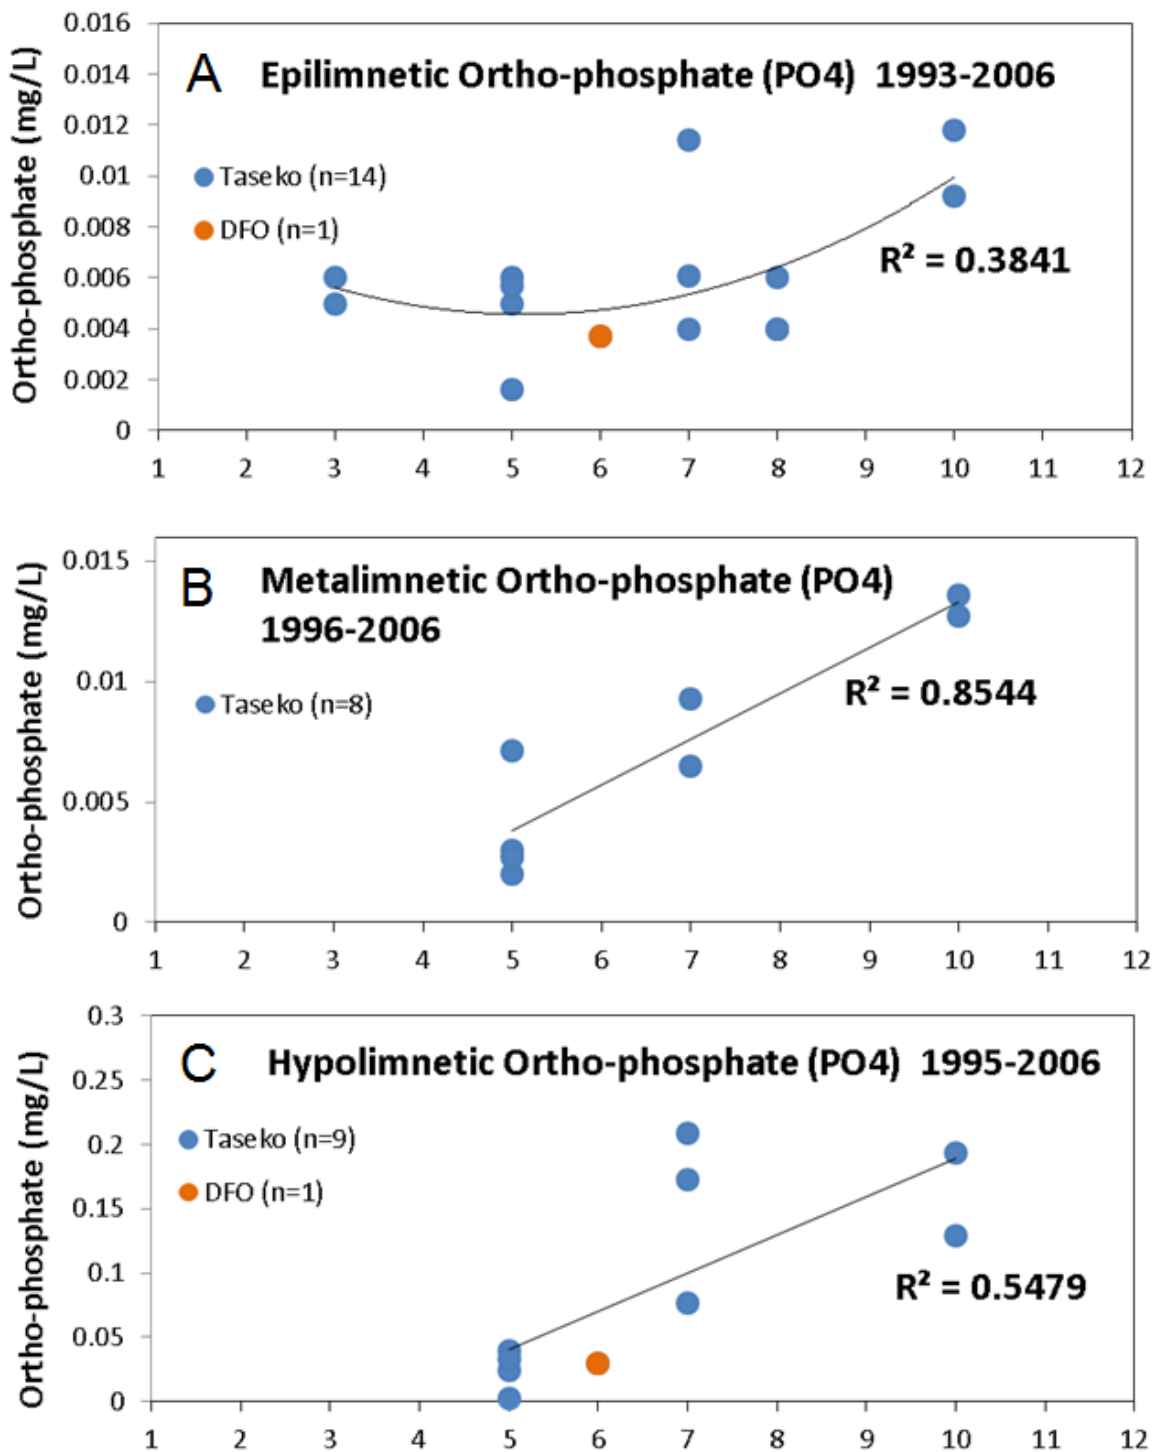 0.016
0.014
0.012
0.01
0.008
0.006
0.004
0.002
0
Ortho-phosphate (mg/L)
A Epilimnetic Ortho-phosphate (PO4) 1993-2006
Taseko (n=14)
DFO (n=1)
R² = 0.3841
1 2 3 4 5 6 7 8 9 10 11 12
0.015
0.01
0.005
0
Ortho-phosphate (mg/L)
B Metalimnetic Ortho-phosphate (PO4)
1996-2006
Taseko (n=8)
R² = 0.8544
1 2 3 4 5 6 7 8 9 10 11 12
0.3
0.25
0.2
0.15
0.1
0.05
0
Ortho-phosphate (mg/L)
C Hypolimnetic Ortho-phosphate (PO4) 1995-2006
Taseko (n=9)
DFO (n=1)
R² = 0.5479
1 2 3 4 5 6 7 8 9 10 11 12